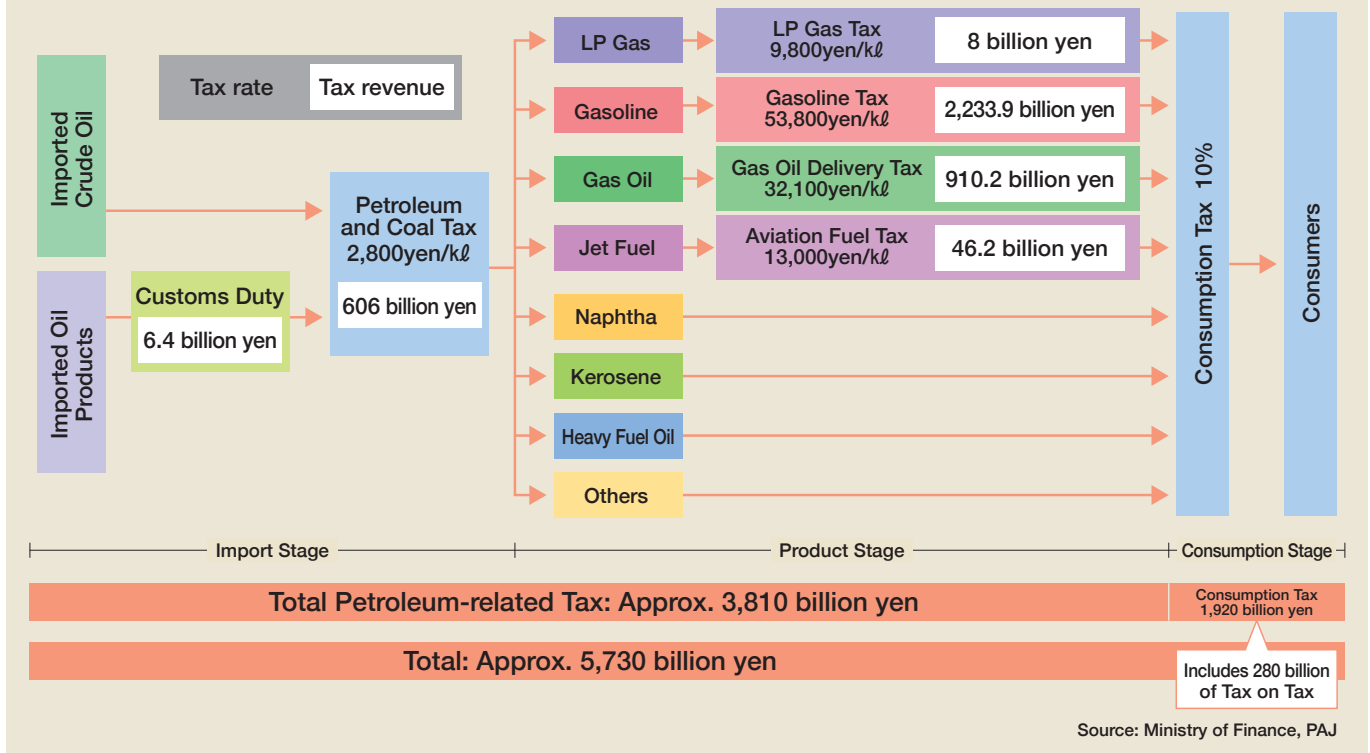 Imported
Crude Oil
Imported Oil
Products
Tax rate
Tax revenue
Customs Duty
6.4 billion yen
Petroleum
and Coal Tax
2,800yen/kℓ
606 billion yen
LP Gas
LP Gas Tax
9,800yen/kℓ
8 billion yen
Gasoline
Gasoline Tax
53,800yen/kℓ
2,233.9 billion yen
Gas Oil
Gas Oil Delivery Tax
32,100yen/kℓ
910.2 billion yen
Jet Fuel
Aviation Fuel Tax
13,000yen/kℓ
46.2 billion yen
Naphtha
Kerosene
Heavy Fuel Oil
Others
Consumption Tax 10%
Consumers
Import Stage
Product Stage
Consumption Stage
Total Petroleum-related Tax: Approx. 3,810 billion yen
Consumption Tax
1,920 billion yen
Total: Approx. 5,730 billion yen
Includes 280 billion
of Tax on Tax
Source: Ministry of Finance, PAJ